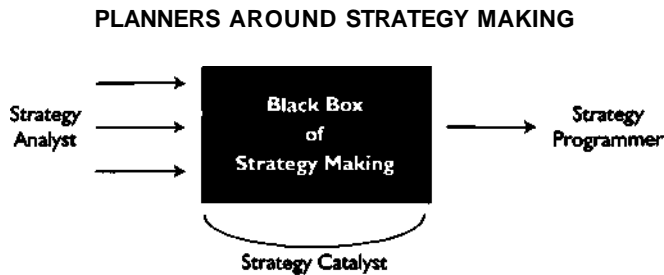 PLANNERS AROUND STRATEGY MAKING
Strategy
Analyst
Black Box
of
Strategy Making
Strategy
Programmer
Strategy Catalyst